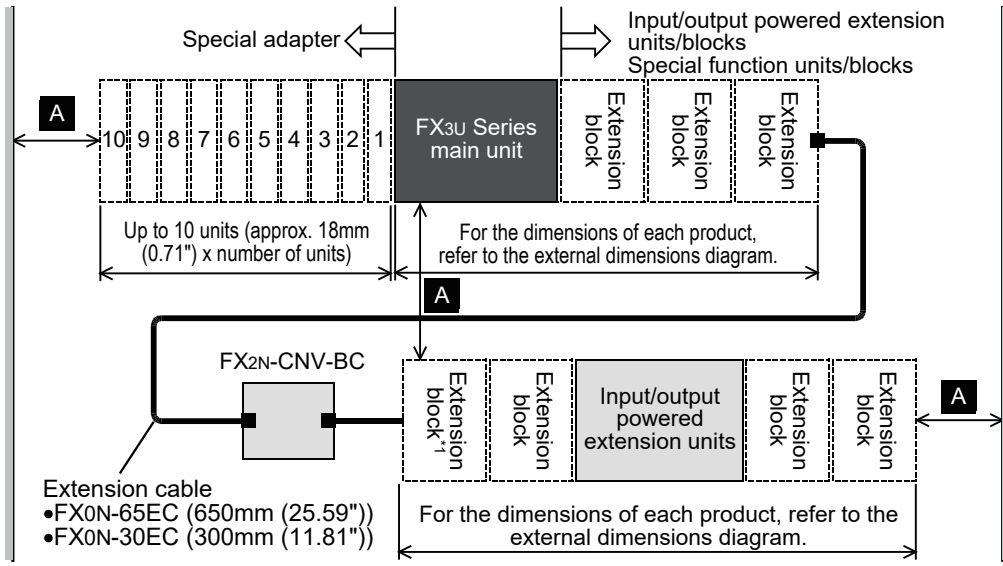 Special adapter
Input/output powered extension
units/blocks
Special function units/blocks
A
10 9 8 7 6 5 4 3 2 1
FX3U Series
main unit
Extension
block
Extension
block
Extension
block
Up to 10 units (approx. 18mm
(0.71") x number of units)
For the dimensions of each product,
refer to the external dimensions diagram.
A
FX2N-CNV-BC
Extension
block*1
Extension
block
Input/output
powered
extension units
Extension
block
Extension
block
A
Extension cable
•FX0N-65EC (650mm (25.59"))
•FX0N-30EC (300mm (11.81"))
For the dimensions of each product, refer to the
external dimensions diagram.